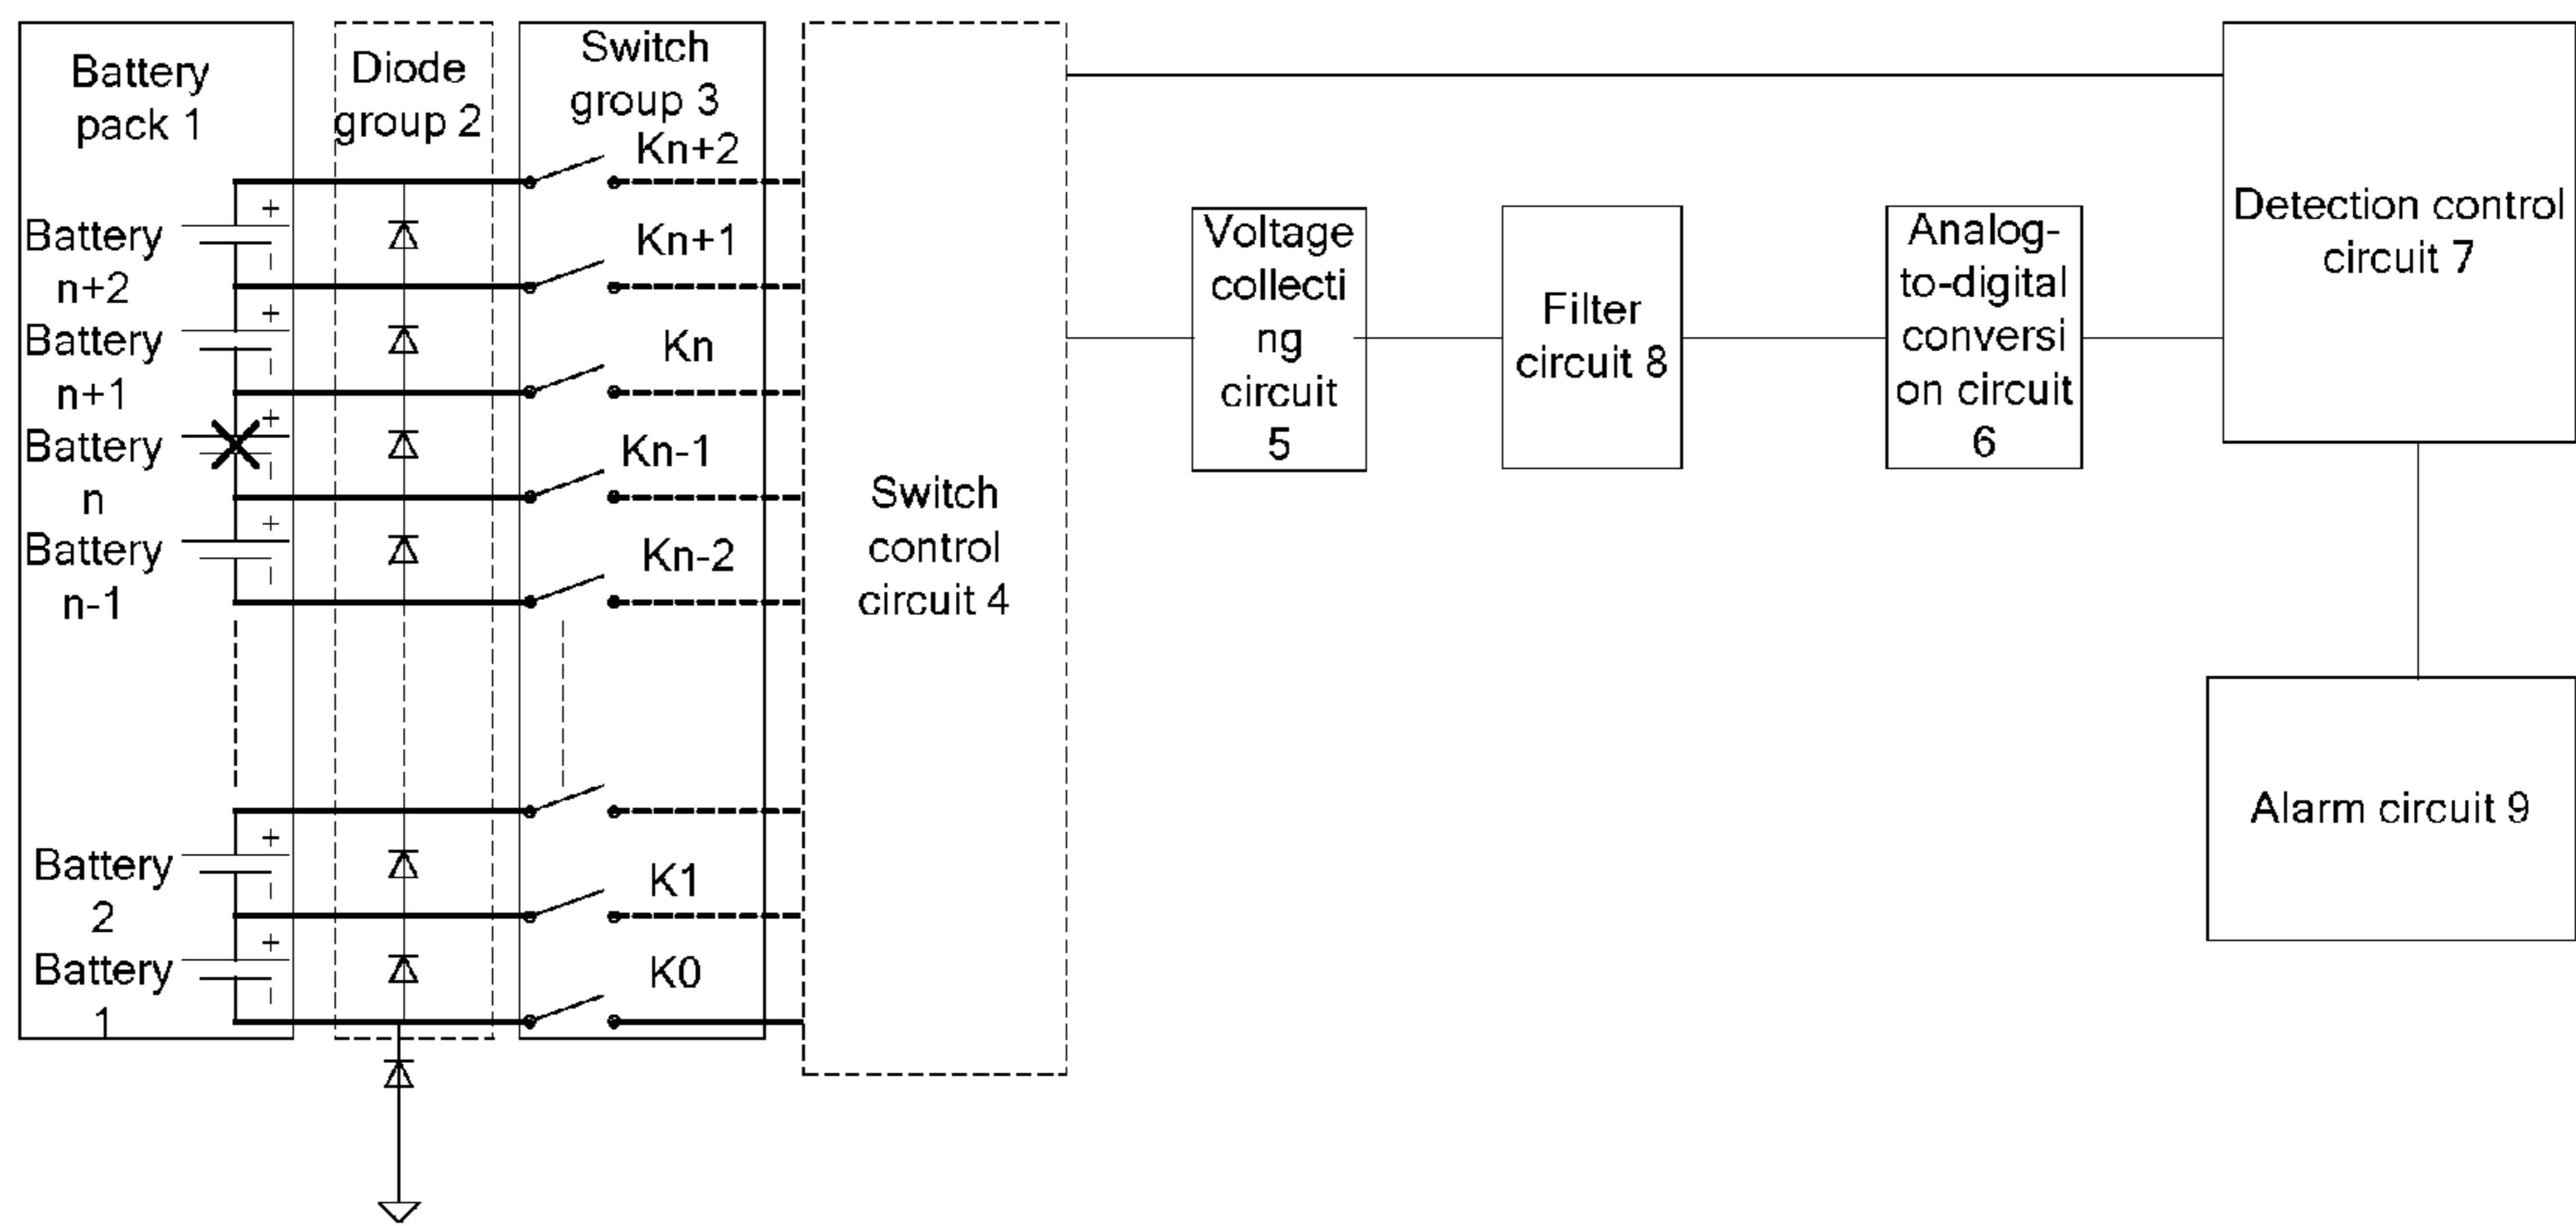 Battery
pack 1
Diode
group 2
Switch
group 3
Kn+2
Kn+1
Kn
Kn-1
Kn-2
K1
K0
+
Battery
n+2
+
Battery
n+1
+
Battery
n
+
Battery
n-1
+
Battery
2
+
Battery
1
Switch
control
circuit 4
Voltage
collecti
ng
circuit
5
Filter
circuit 8
Analog-
to-digital
conversi
on circuit
6
Detection control
circuit 7
Alarm circuit 9